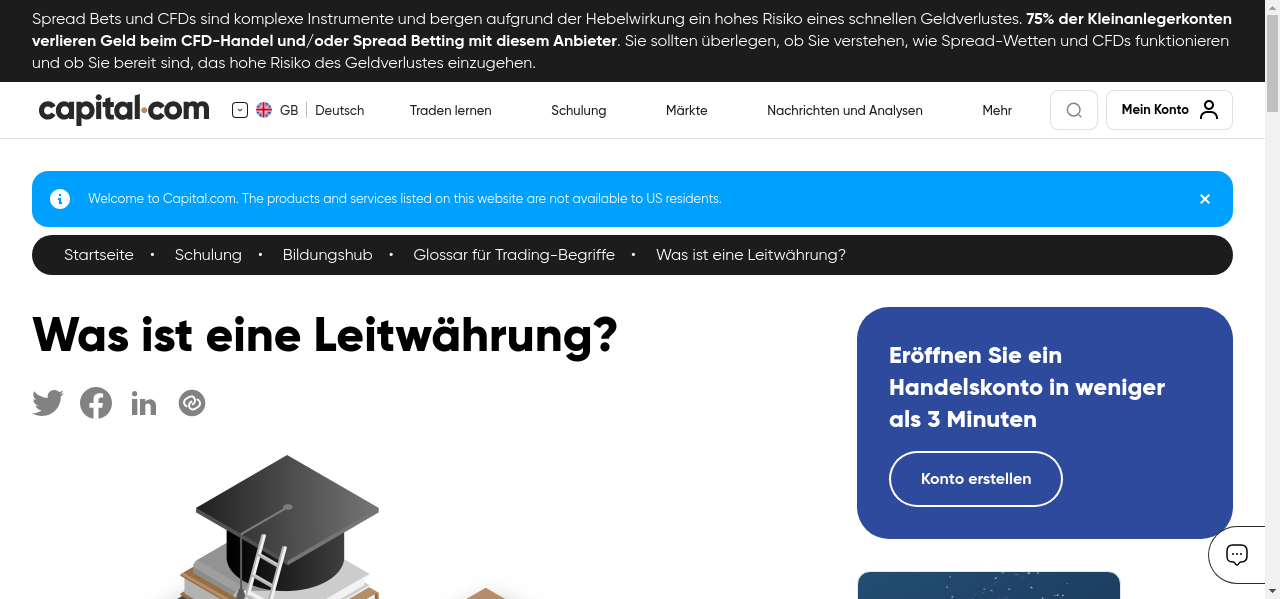 Spread Bets und CFDs sind komplexe Instrumente und bergen aufgrund der Hebelwirkung ein hohes Risiko eines schnellen Geldverlustes. 75% der Kleinanlegerkonten
verlieren Geld beim CFD-Handel und/oder Spread Betting mit diesem Anbieter. Sie sollten überlegen, ob Sie verstehen, wie Spread-Wetten und CFDs funktionieren
und ob Sie bereit sind, das hohe Risiko des Geldverlustes einzugehen.
capital.com GB Deutsch Traden lernen Schulung Märkte Nachrichten und Analysen Mehr Mein Konto
Welcome to Capital.com. The products and services listed on this website are not available to US residents.
Startseite • Schulung • Bildungshub • Glossar für Trading-Begriffe • Was ist eine Leitwährung?
Was ist eine Leitwährung?
Eröffnen Sie ein
Handelskonto in weniger
als 3 Minuten
Konto erstellen